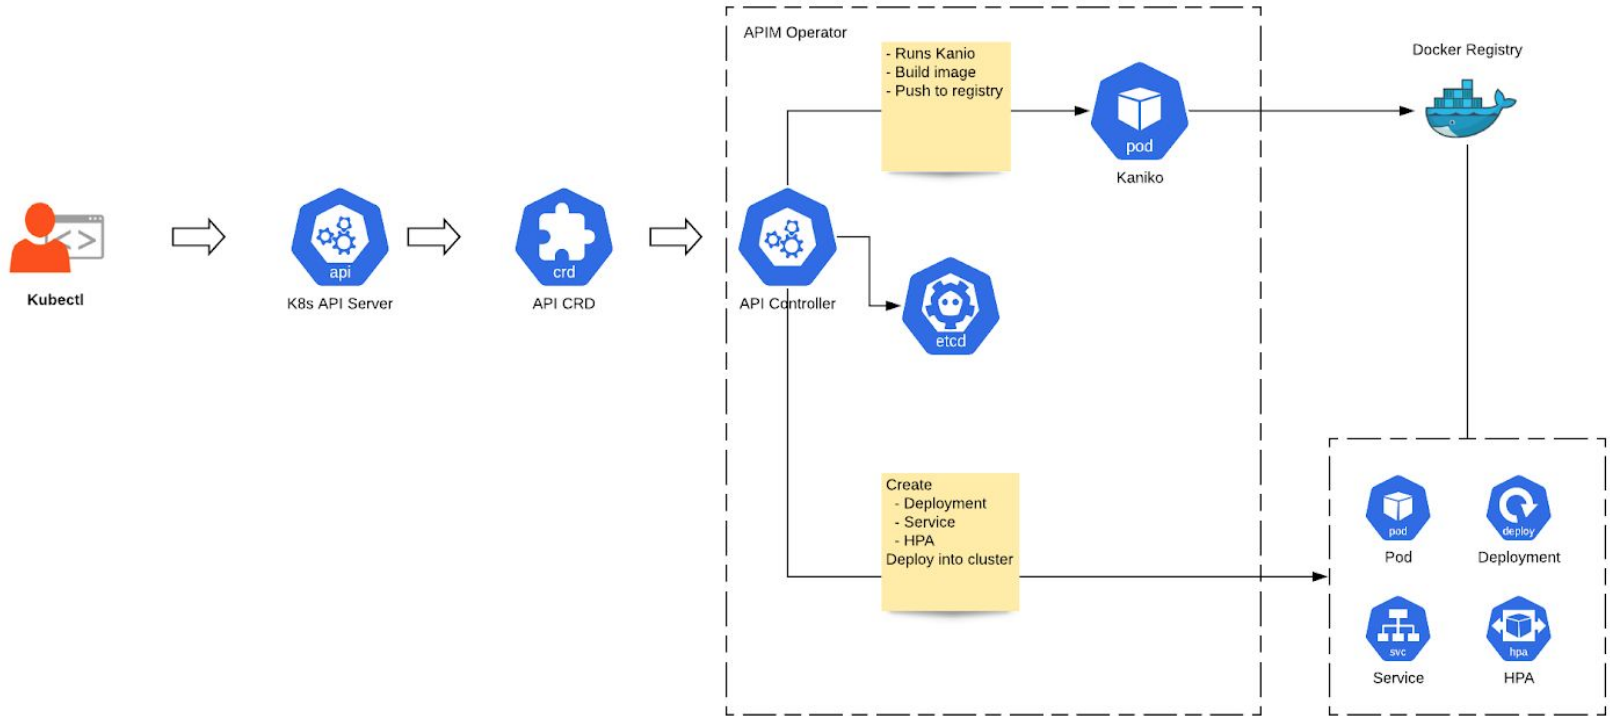 APIM Operator
- Runs Kanio
- Build image
- Push to registry
pod
Kaniko
Docker Registry
Kubectl
api
K8s API Server
crd
API CRD
API Controller
etcd
Create
- Deployment
- Service
- HPA
Deploy into cluster
pod
Pod
deploy
Deployment
svc
Service
hpa
HPA